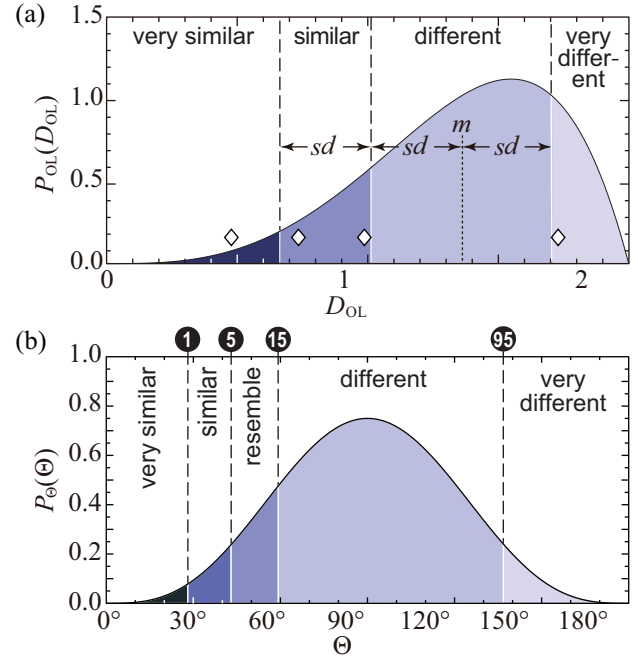 (a)
1.5
very similar
similar
different
very
differ-
ent
1.0
P_OL(D_OL)
m
sd
sd
sd
0.5
0.0
0
1
2
D_OL
(b)
1
5
15
95
1.0
very similar
similar
resemble
different
very
different
0.8
0.6
P_Θ(Θ)
0.4
0.2
0.0
0°
30°
60°
90°
120°
150°
180°
Θ